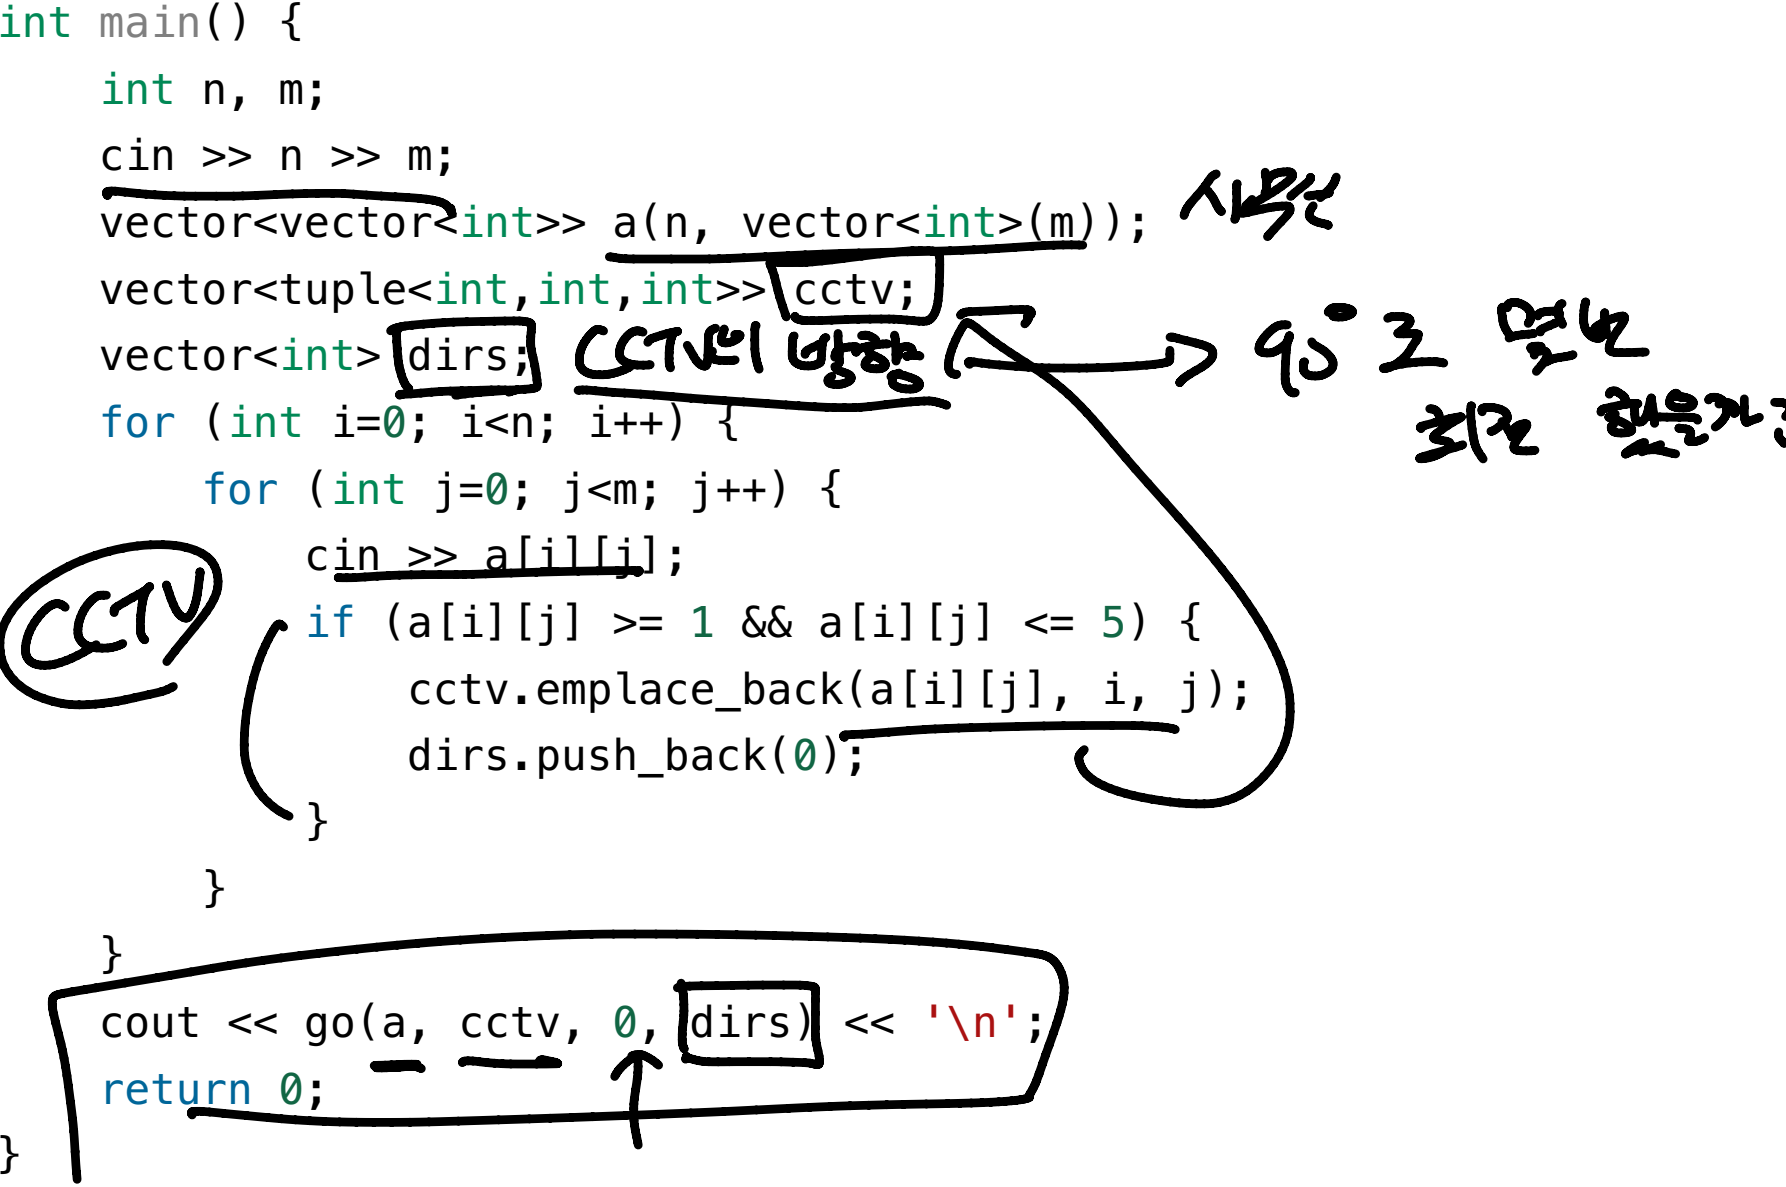 int main() {
    int n, m;
    cin >> n >> m;
    vector<vector<int>> a(n, vector<int>(m)); 사무실
    vector<tuple<int,int,int>> cctv;
    vector<int> dirs; CCTV의 방향 → 90°로 몇번
회전 했을
    for (int i=0; i<n; i++) {
        for (int j=0; j<m; j++) {
            cin >> a[i][j];
CCTV
            if (a[i][j] >= 1 && a[i][j] <= 5) {
                cctv.emplace_back(a[i][j], i, j);
                dirs.push_back(0);
            }
        }
    }
    cout << go(a, cctv, 0, dirs) << '\n';
    return 0;
}